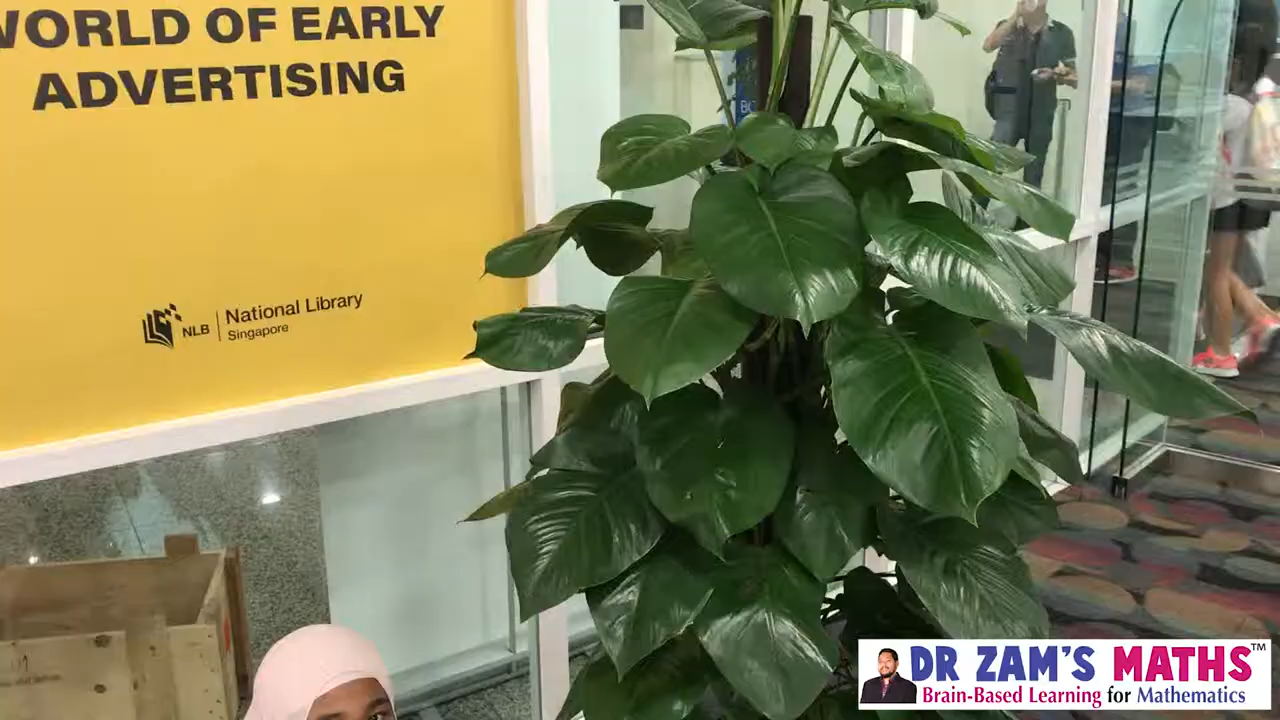 WORLD OF EARLY
ADVERTISING
NLB
National Library
Singapore
DR ZAM'S MATHS™
Brain-Based Learning for Mathematics